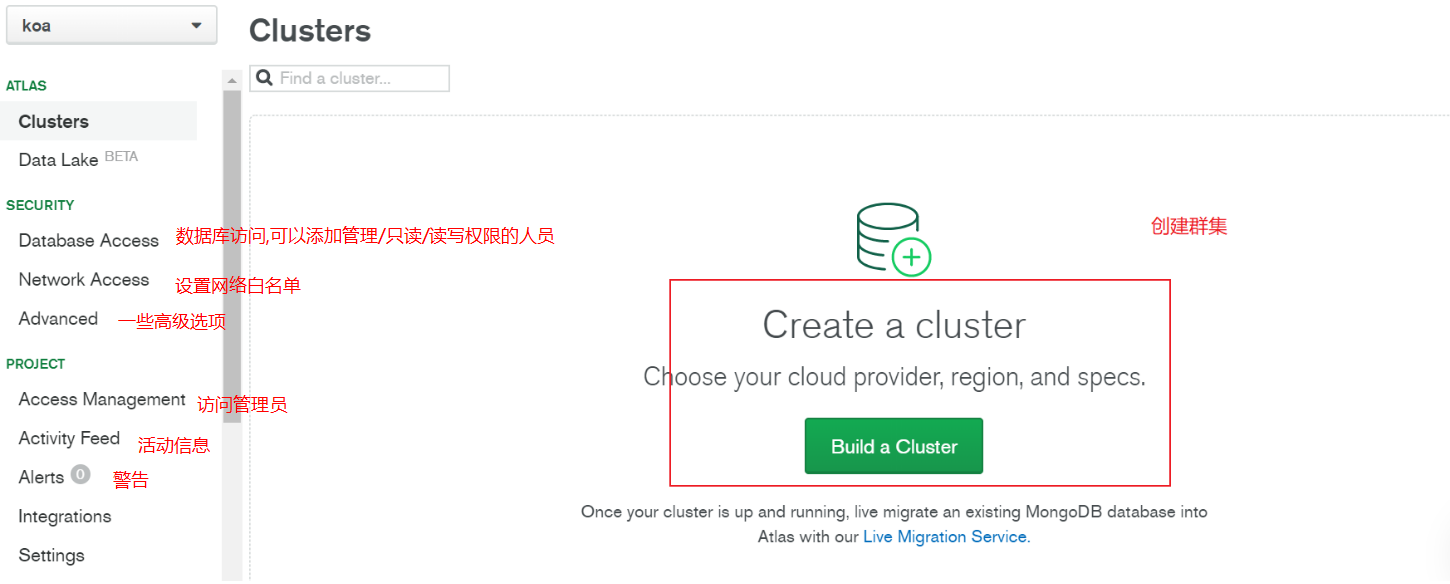 koa
Clusters
Find a cluster...
ATLAS
Clusters
Data Lake BETA
SECURITY
Database Access 数据库访问,可以添加管理/只读/读写权限的人员
Network Access 设置网络白名单
Advanced 一些高级选项
PROJECT
Access Management 访问管理员
Activity Feed 活动信息
Alerts 0 警告
Integrations
Settings
创建群集
Create a cluster
Choose your cloud provider, region, and specs.
Build a Cluster
Once your cluster is up and running, live migrate an existing MongoDB database into
Atlas with our Live Migration Service.